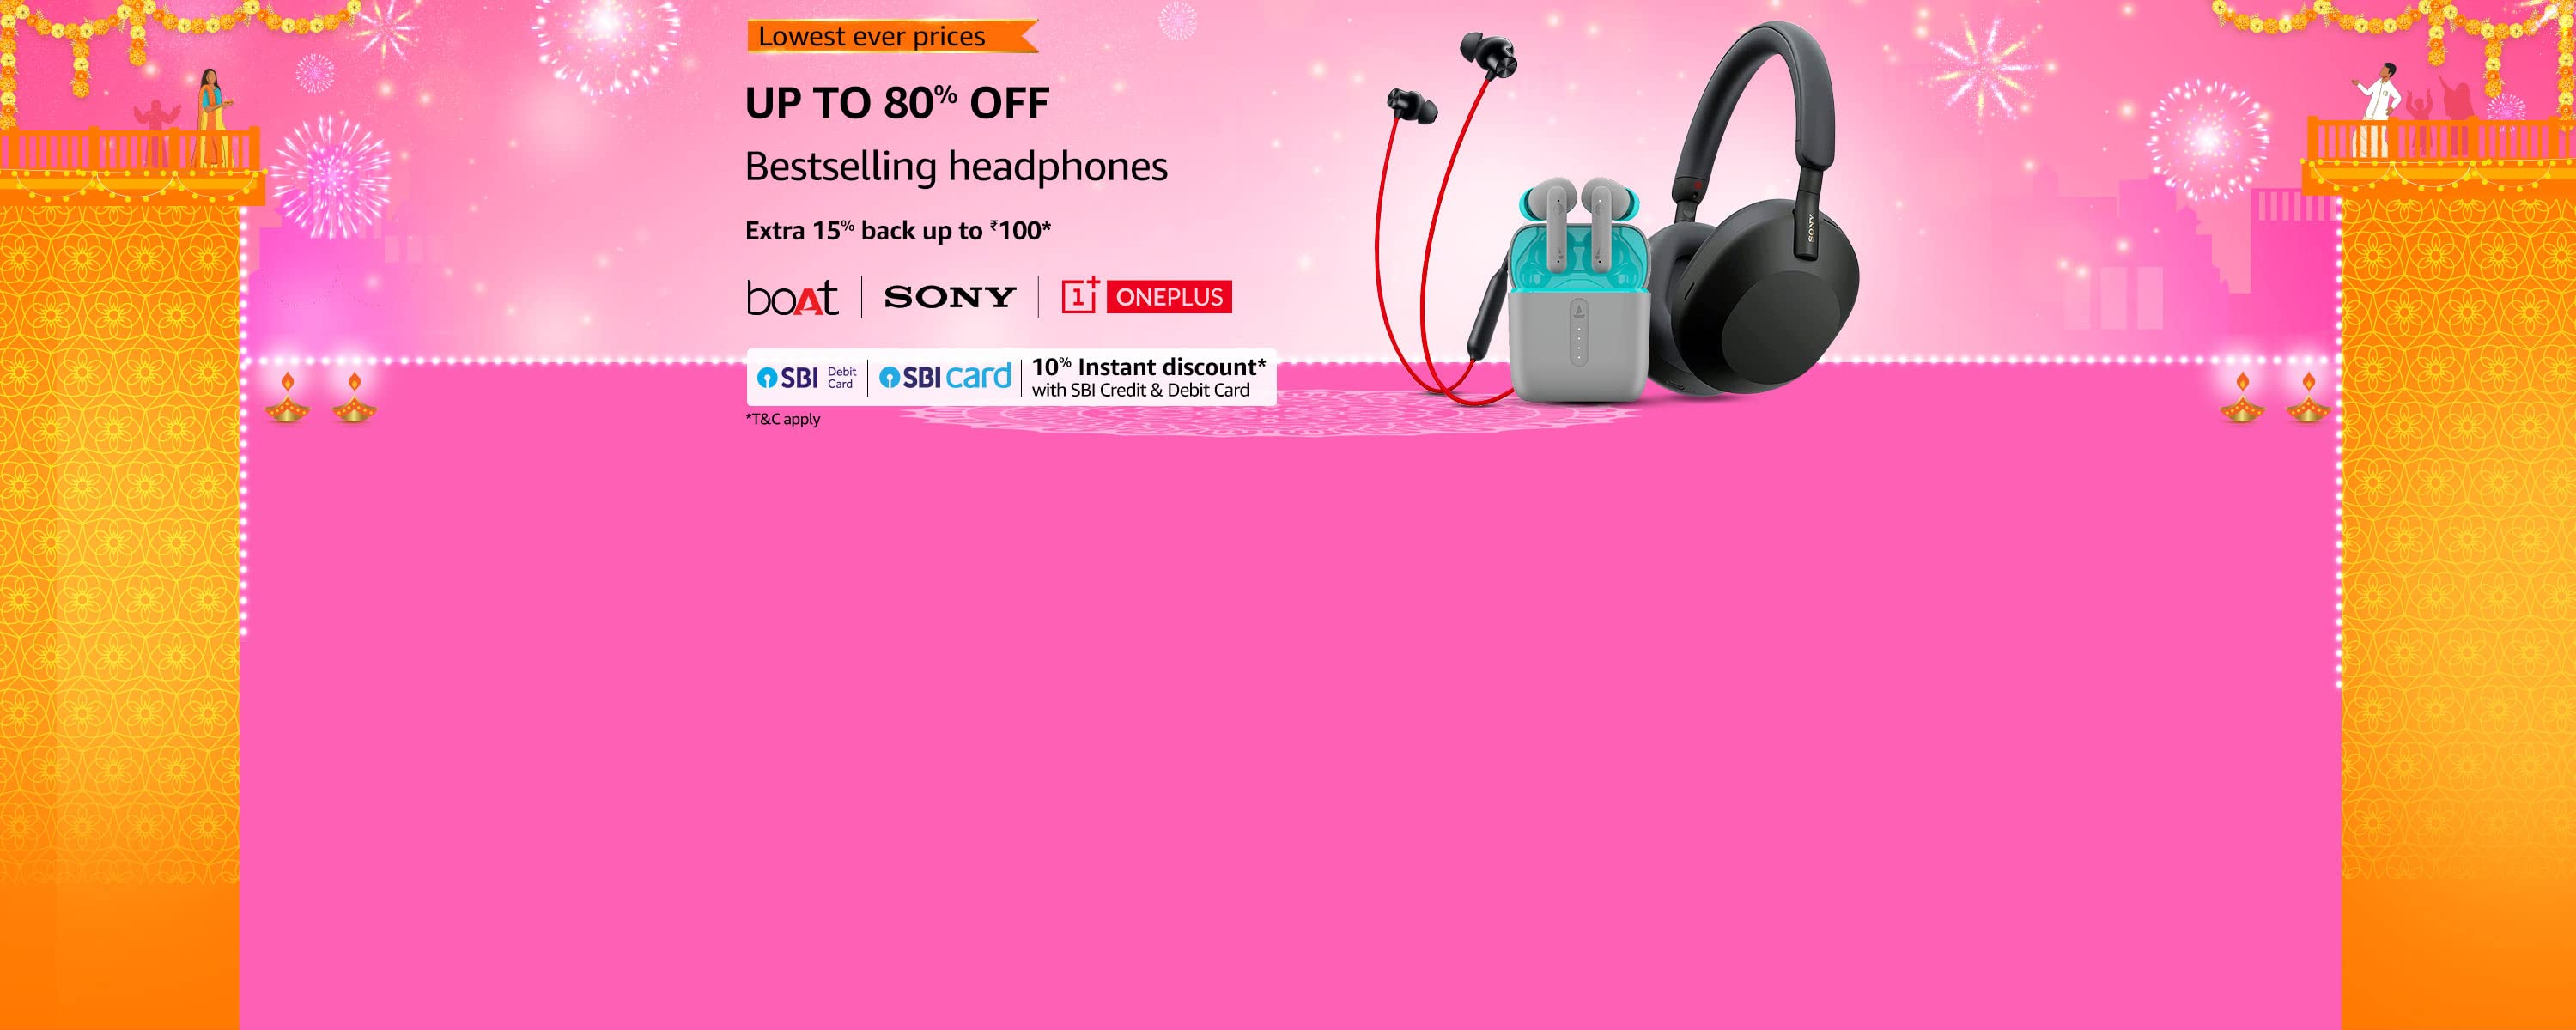 Lowest ever prices
UP TO 80% OFF
Bestselling headphones
Extra 15% back up to ₹100*
boAt | SONY | 1+ ONEPLUS
SBI Debit Card | SBI card | 10% Instant discount*
with SBI Credit & Debit Card
*T&C apply
SONY